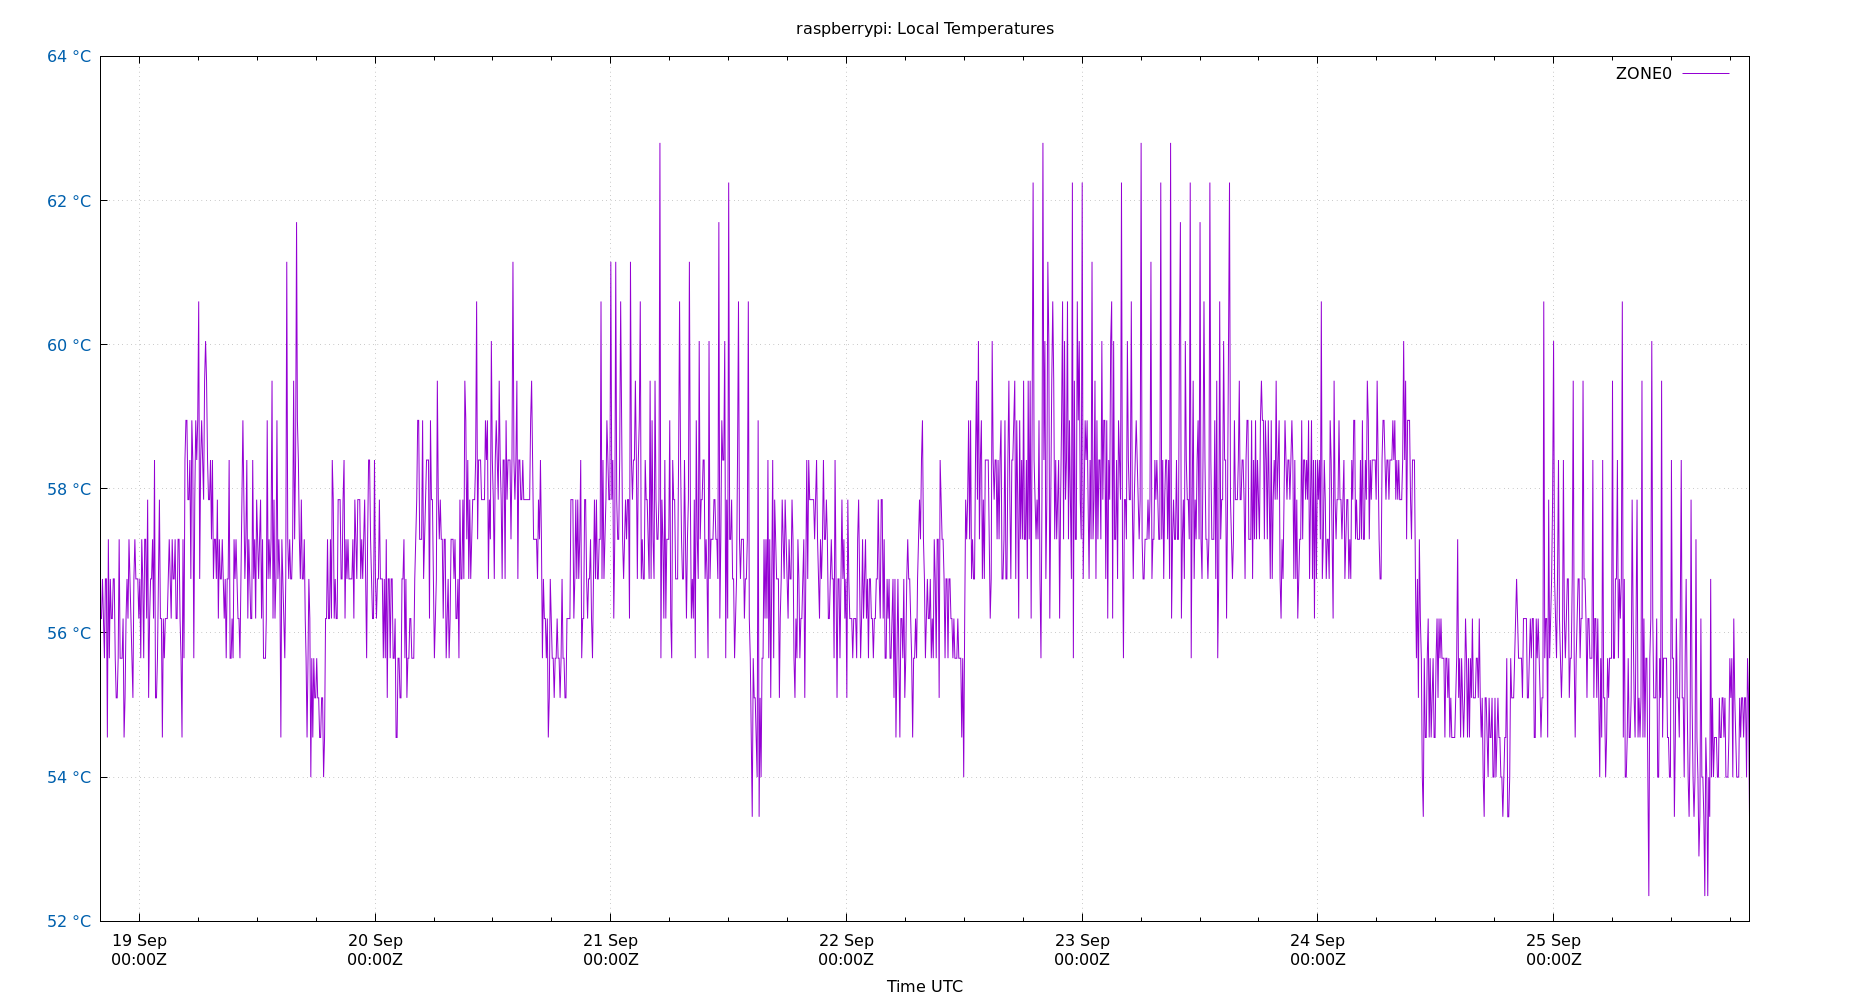 raspberrypi: Local Temperatures
64 °C
ZONE0
62 °C
60 °C
58 °C
56 °C
54 °C
52 °C
19 Sep 20 Sep 21 Sep 22 Sep 23 Sep 24 Sep 25 Sep
00:00Z 00:00Z 00:00Z 00:00Z 00:00Z 00:00Z 00:00Z
Time UTC